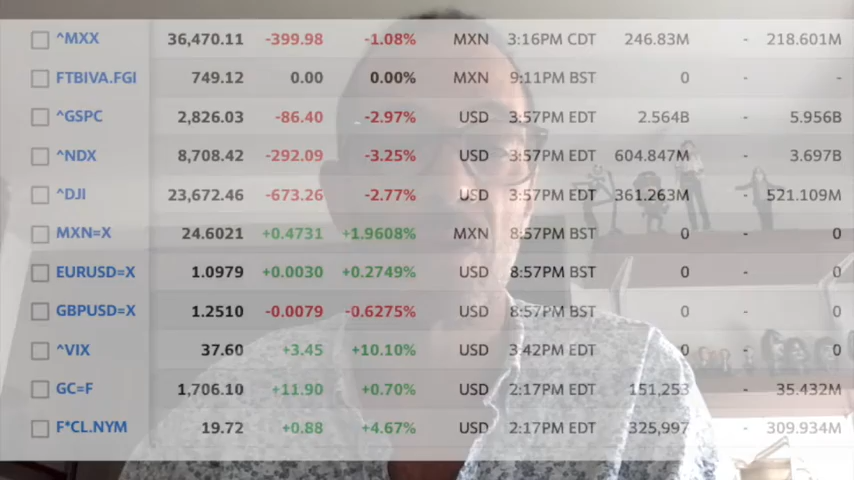 ^MXX 36,470.11 -399.98 -1.08% MXN 3:16PM CDT 246.83M - 218.601M
FTBIVA.FGI 749.12 0.00 0.00% MXN 9:11PM BST 0 - -
^GSPC 2,826.03 -86.40 -2.97% USD 3:57PM EDT 2.564B - 5.956B
^NDX 8,708.42 -292.09 -3.25% USD 3:57PM EDT 604.847M - 3.697B
^DJI 23,672.46 -673.26 -2.77% USD 3:57PM EDT 361.263M - 521.109M
MXN=X 24.6021 +0.4731 +1.9608% MXN 8:57PM BST 0 - 0
EURUSD=X 1.0979 +0.0030 +0.2749% USD 8:57PM BST 0 - 0
GBPUSD=X 1.2510 -0.0079 -0.6275% USD 8:57PM BST 0 - 0
^VIX 37.60 +3.45 +10.10% USD 3:42PM EDT 0 - 0
GC=F 1,706.10 +11.90 +0.70% USD 2:17PM EDT 151,253 - 35.432M
F*CL.NYM 19.72 +0.88 +4.67% USD 2:17PM EDT 325,997 - 309.934M